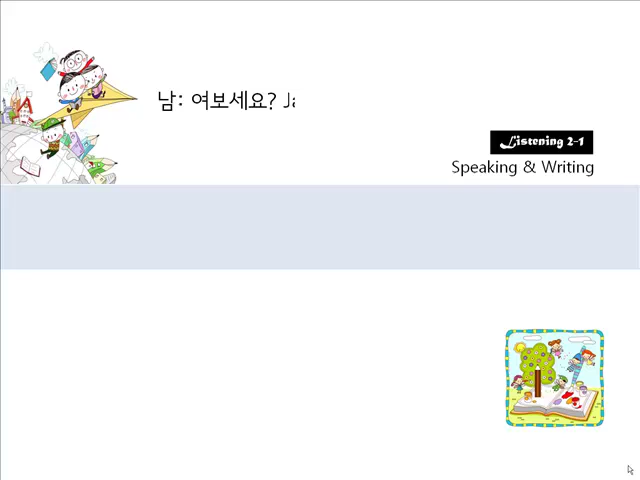 남: 여보세요?
Listening 2-1
Speaking & Writing